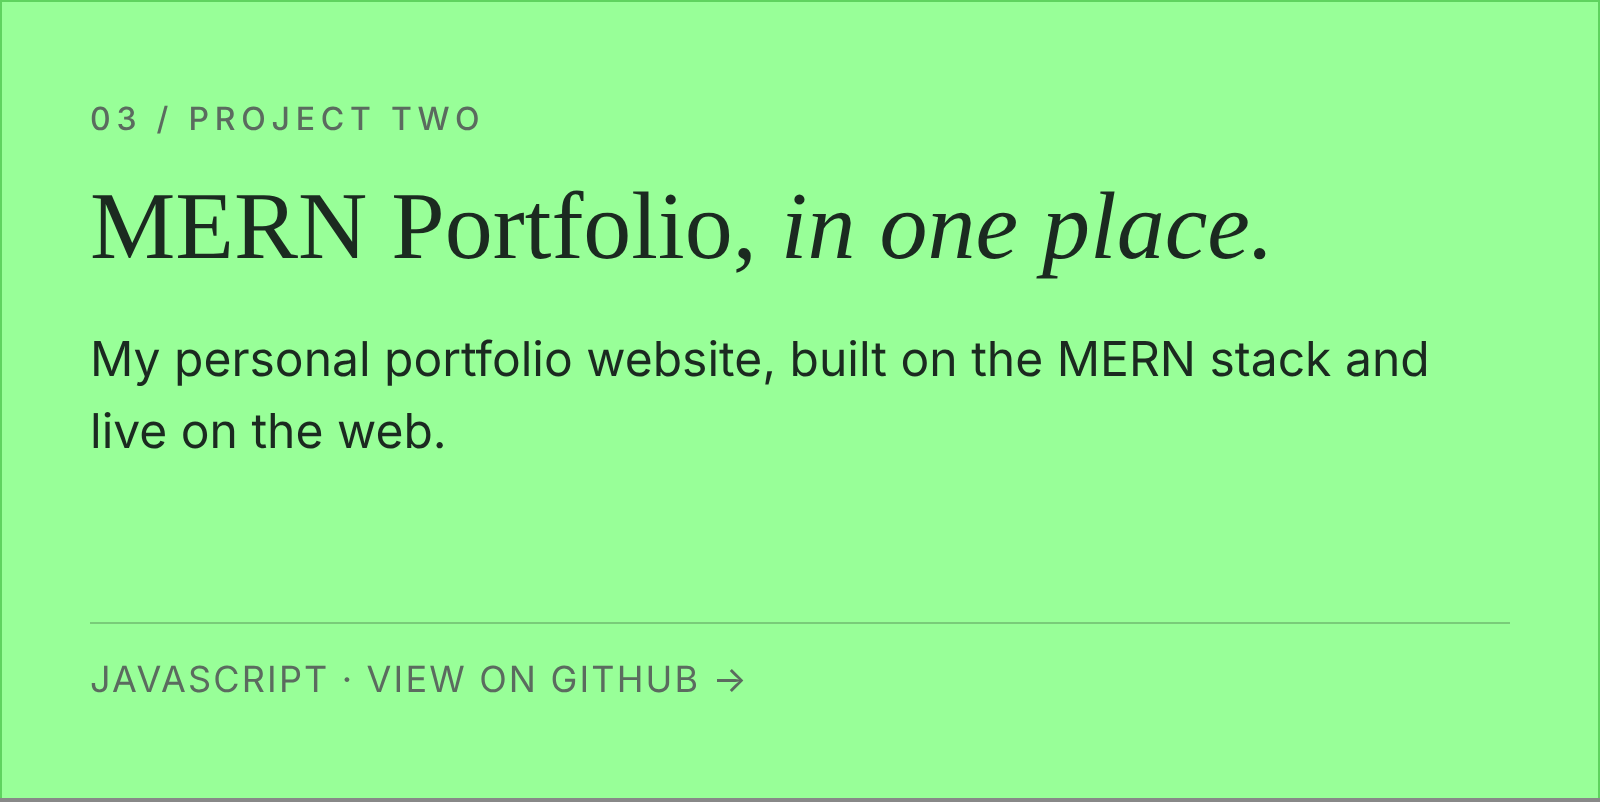 03 / PROJECT TWO
MERN Portfolio, in one place.
My personal portfolio website, built on the MERN stack and
live on the web.
JAVASCRIPT · VIEW ON GITHUB →